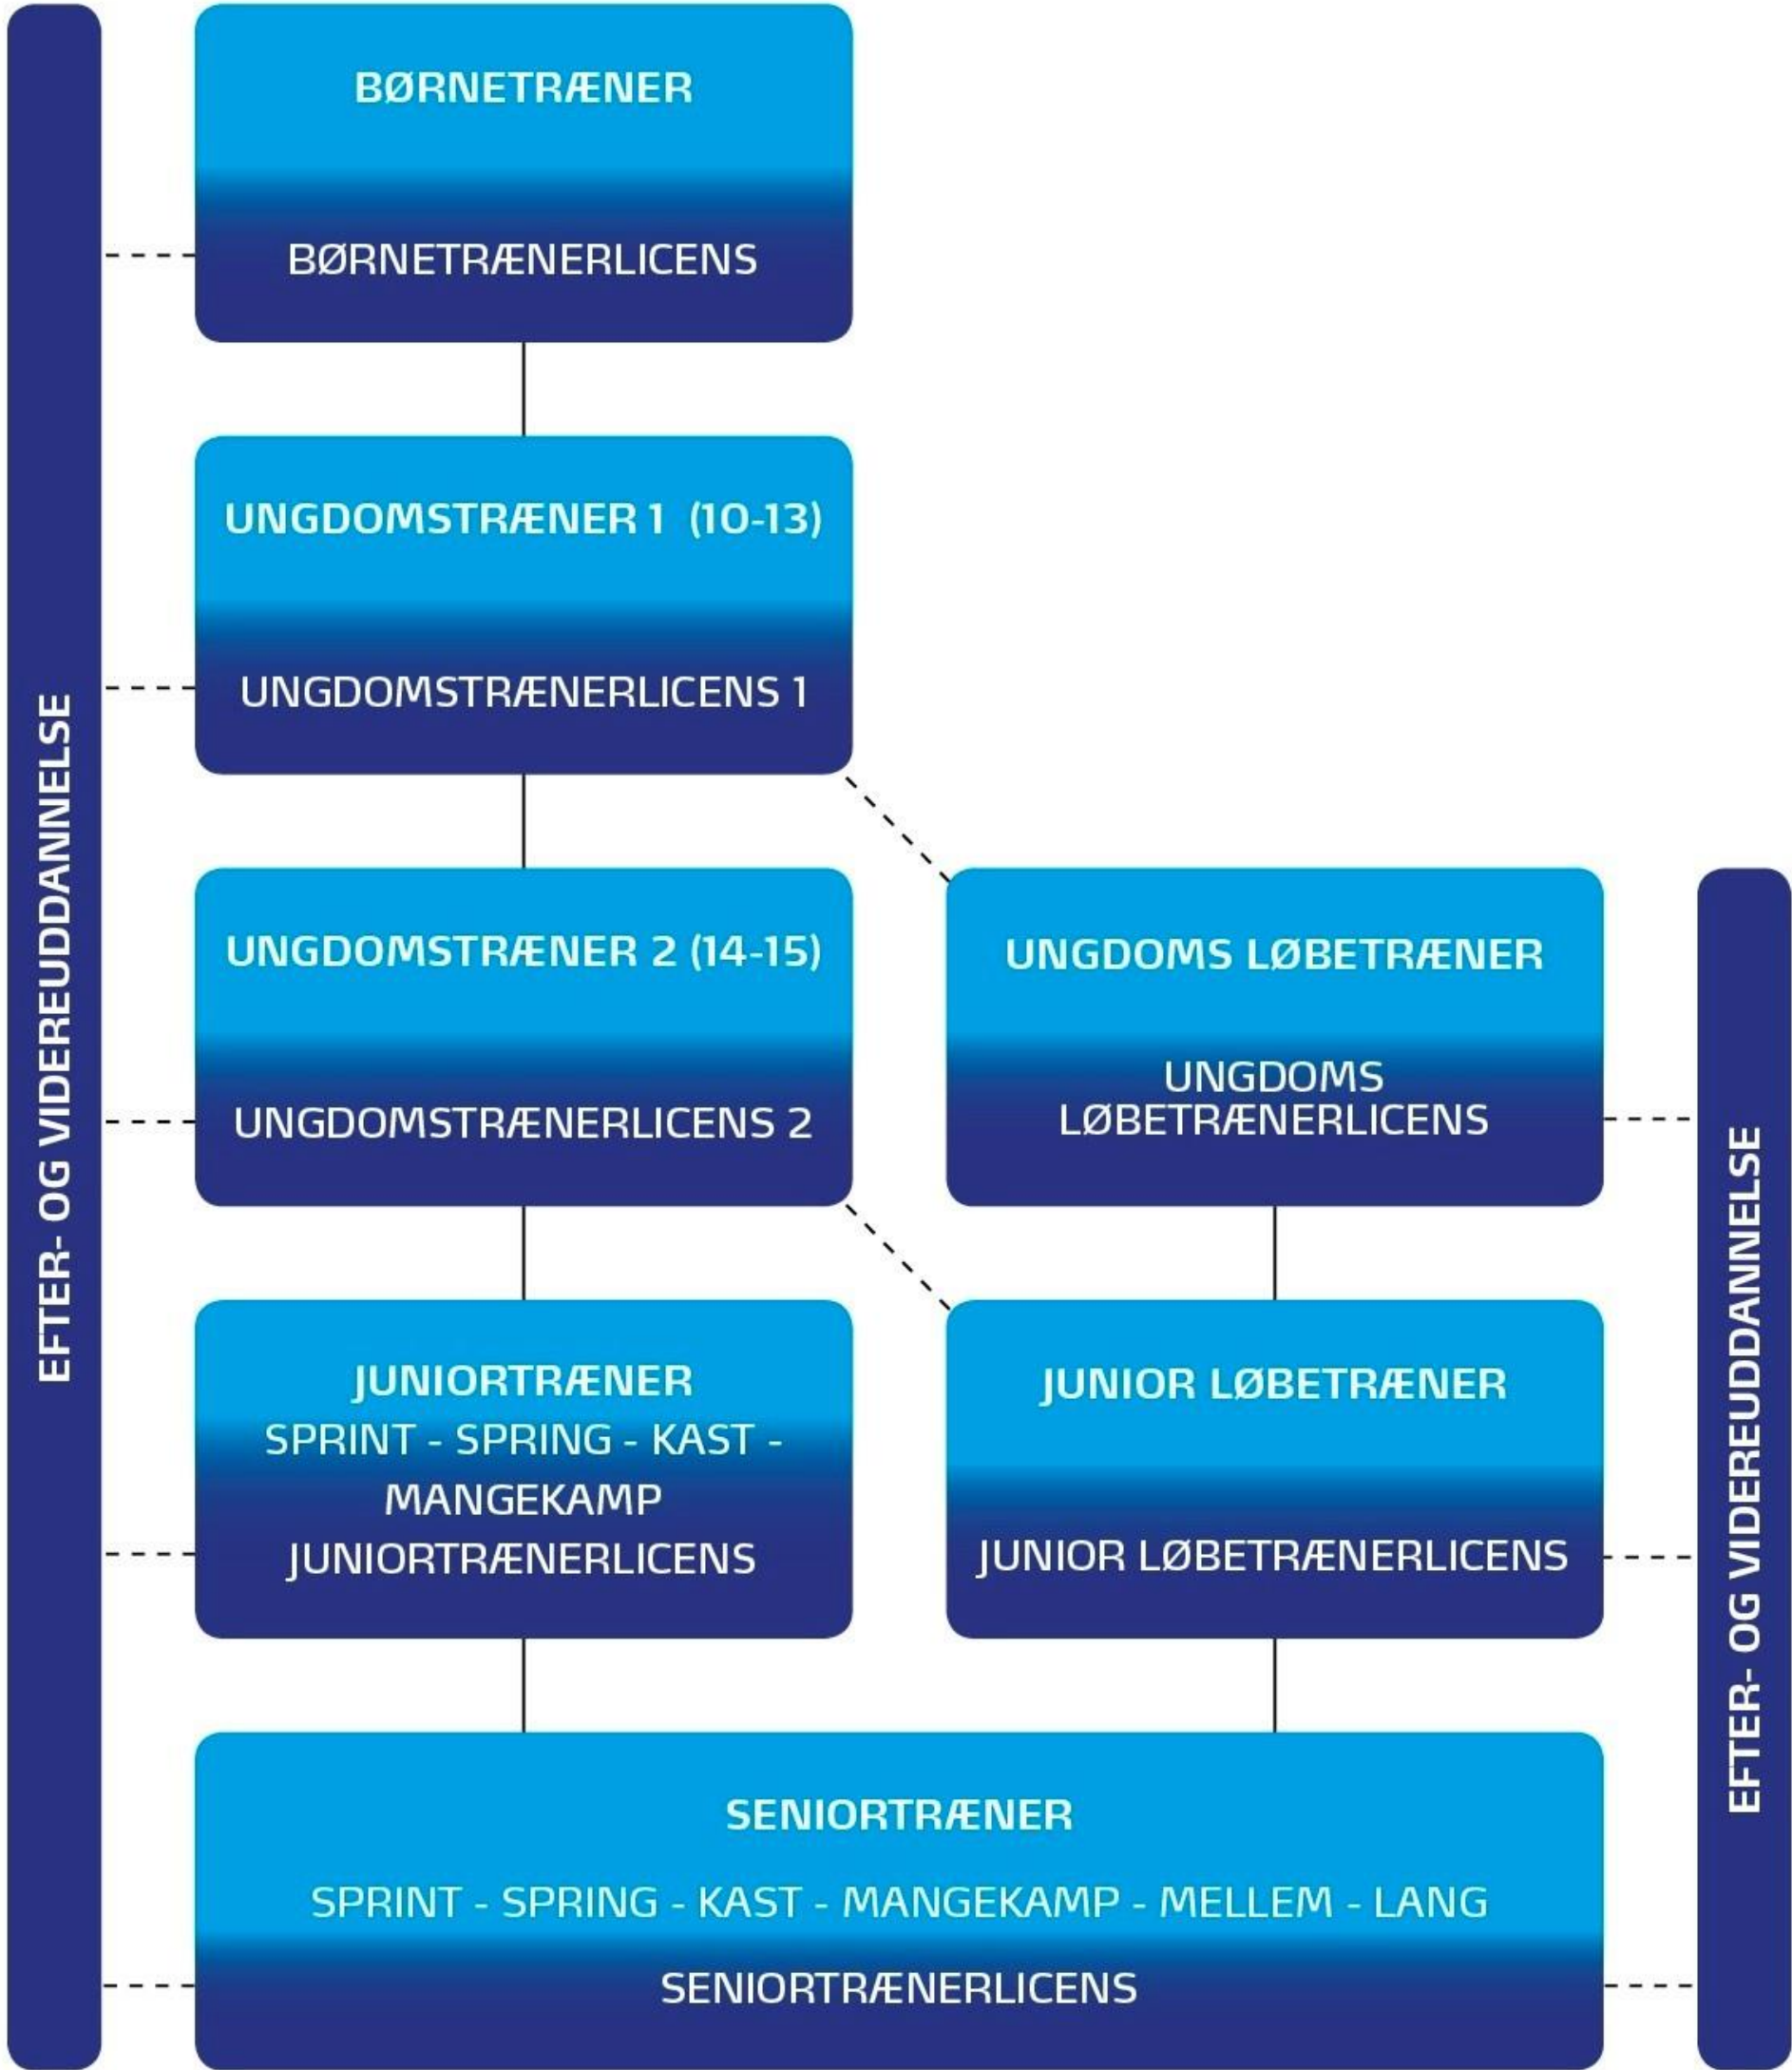 EFTER- OG VIDEREUDDANNELSE
BØRNETRÆNER
BØRNETRÆNERLICENS
UNGDOMSTRÆNER 1 (10-13)
UNGDOMSTRÆNERLICENS 1
UNGDOMSTRÆNER 2 (14-15)
UNGDOMSTRÆNERLICENS 2
UNGDOMS LØBETRÆNER
UNGDOMS
LØBETRÆNERLICENS
JUNIORTRÆNER
SPRINT - SPRING - KAST -
MANGEKAMP
JUNIORTRÆNERLICENS
JUNIOR LØBETRÆNER
JUNIOR LØBETRÆNERLICENS
SENIORTRÆNER
SPRINT - SPRING - KAST - MANGEKAMP - MELLEM - LANG
SENIORTRÆNERLICENS
EFTER- OG VIDEREUDDANNELSE